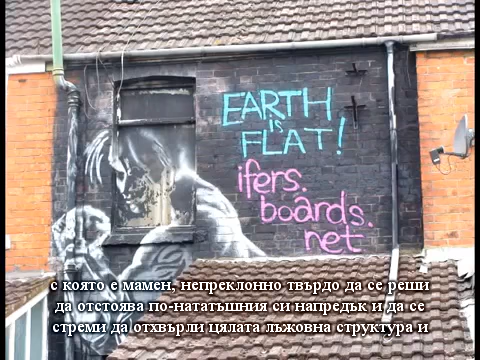 EARTH
is
FLAT!
ifers.
boards.
net
с която е мамен, непреклонно твърдо да се реши
да отстоява по-нататъшния си напредък и да се
стреми да отхвърли цялата лъжовна структура и